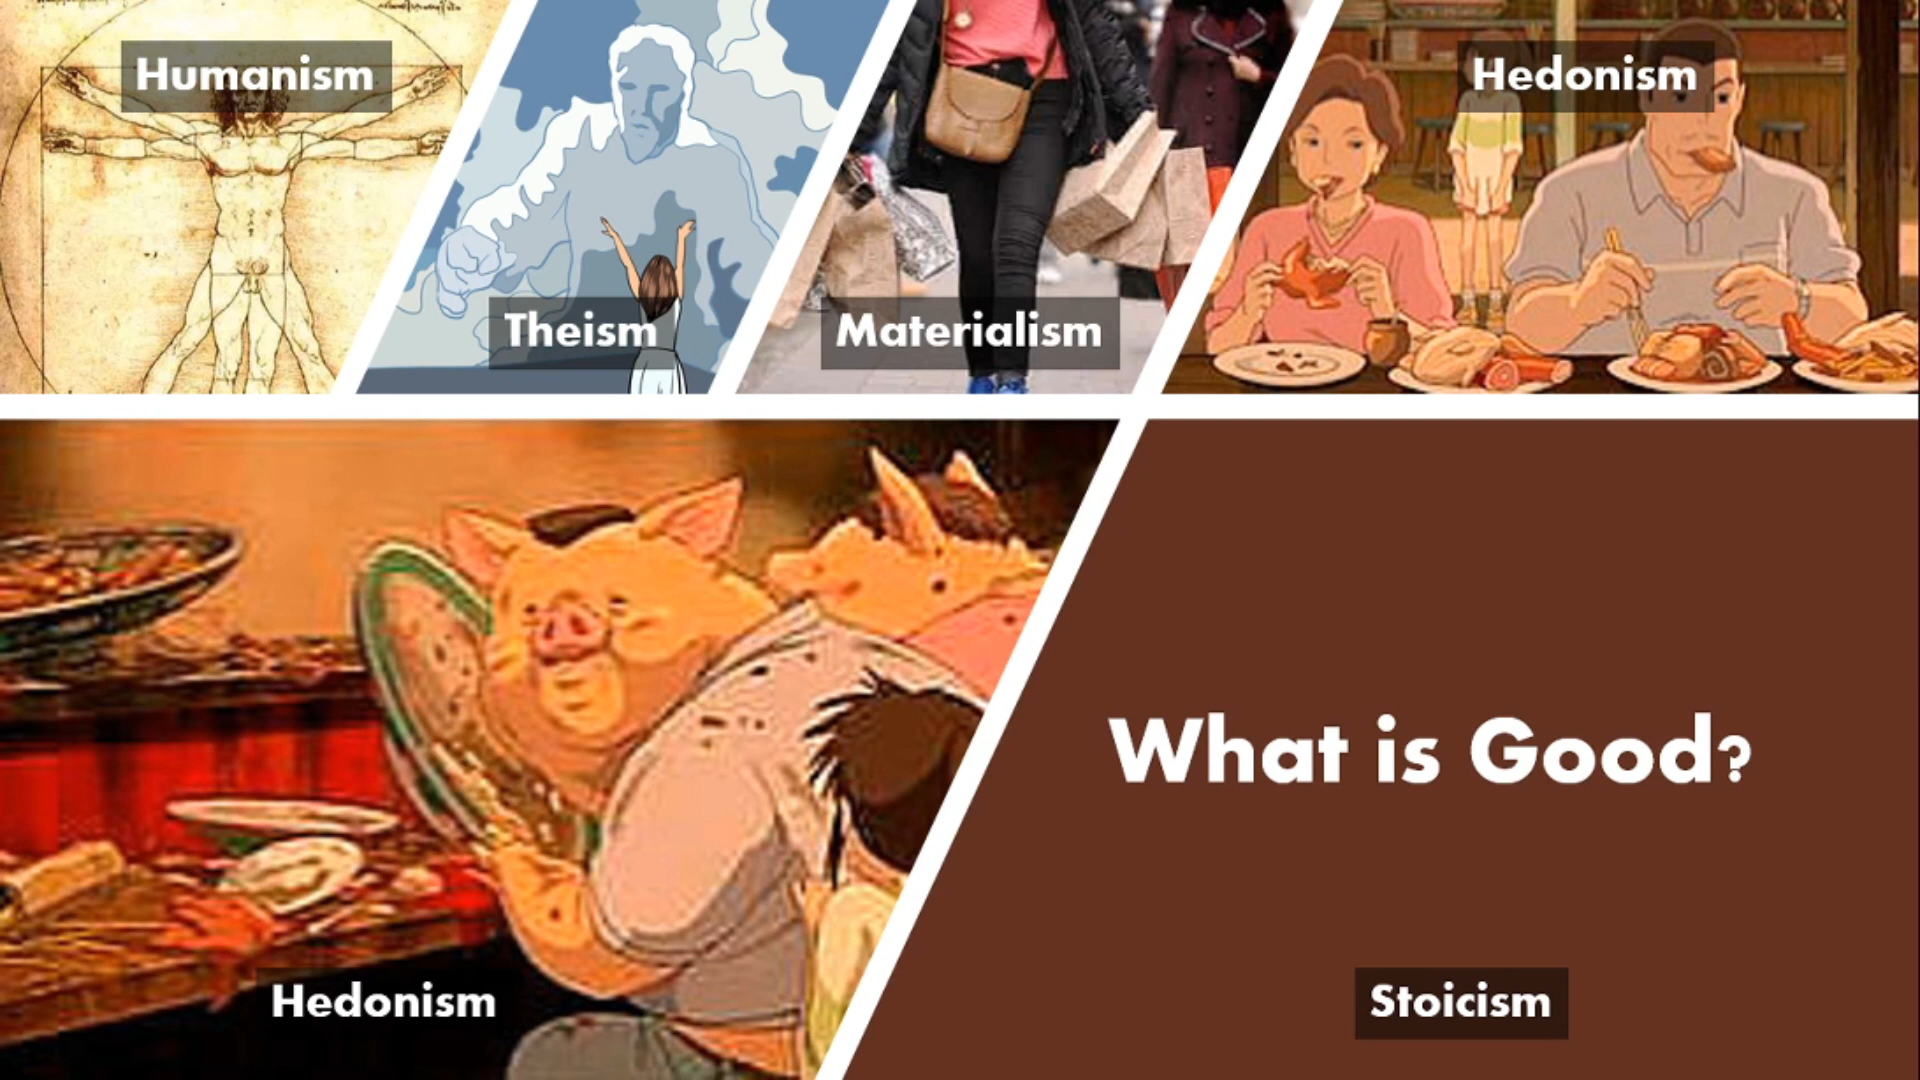 Humanism
Theism
Materialism
Hedonism
What is Good?
Hedonism
Stoicism